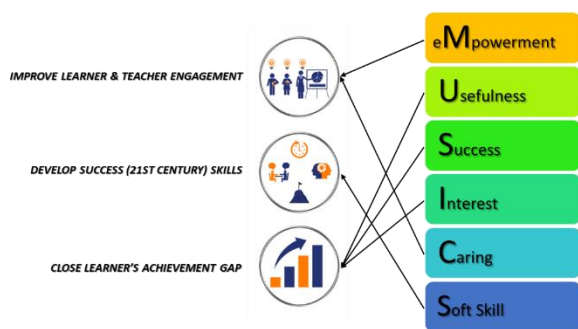 IMPROVE LEARNER & TEACHER ENGAGEMENT
DEVELOP SUCCESS (21ST CENTURY) SKILLS
CLOSE LEARNER'S ACHIEVEMENT GAP
eMpowerment
Usefulness
Success
Interest
Caring
Soft Skill